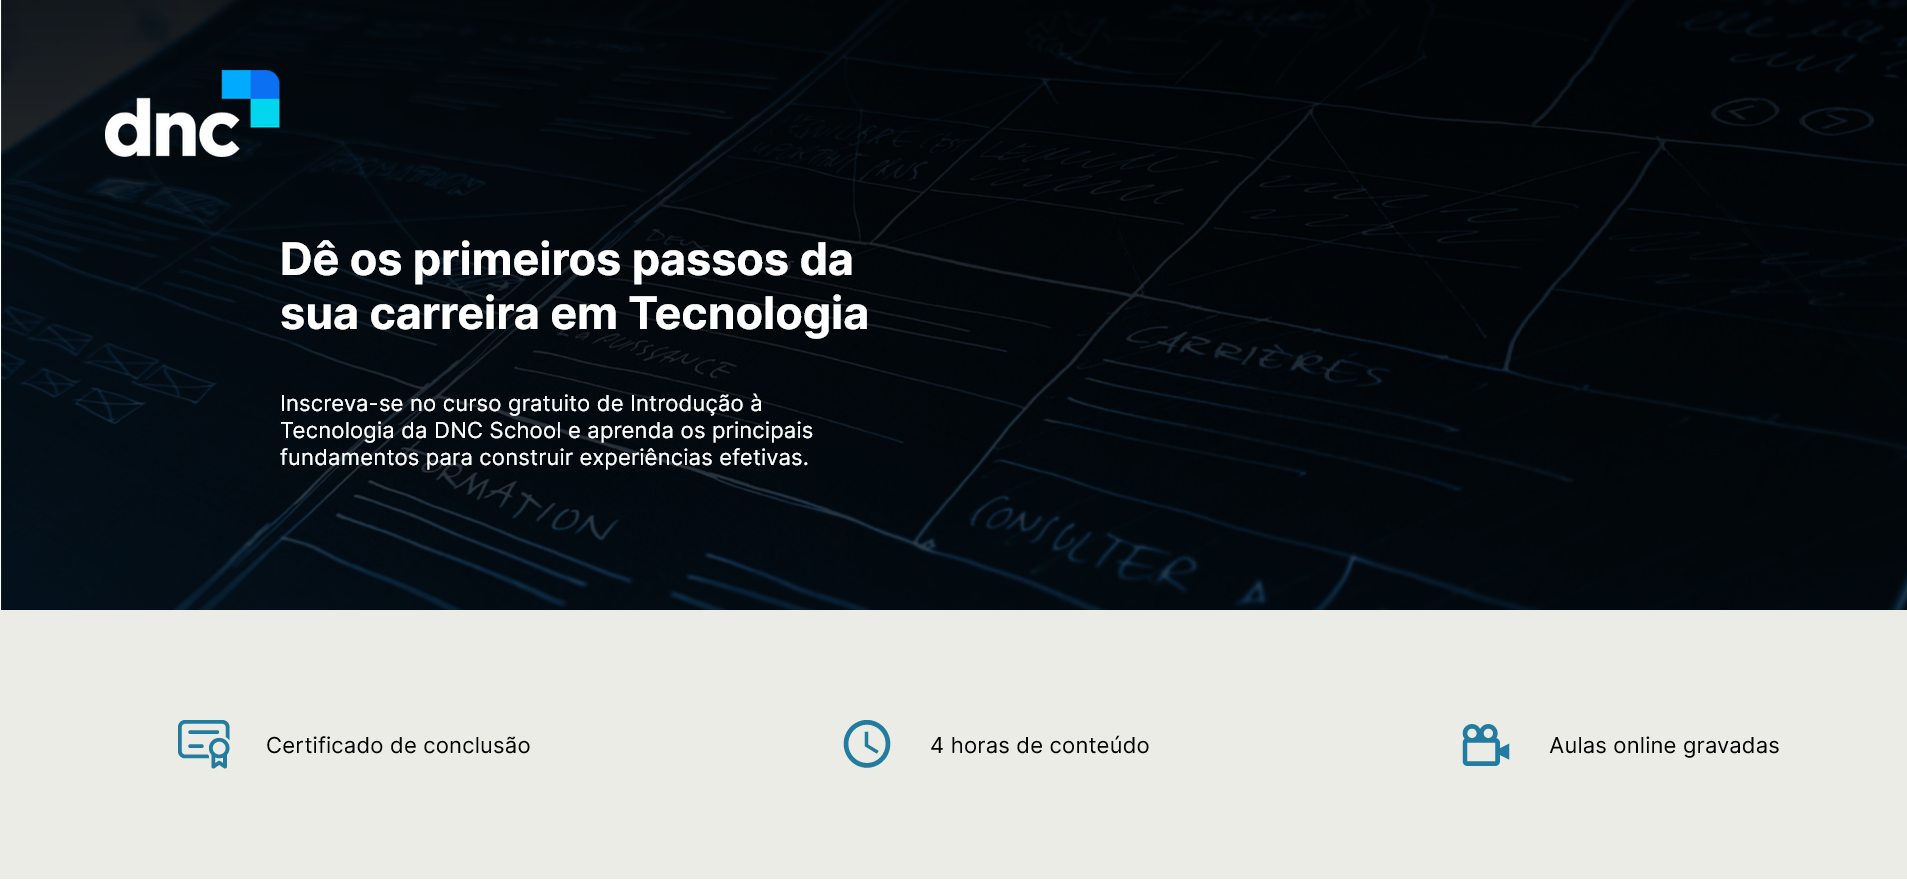 dnc
Dê os primeiros passos da
sua carreira em Tecnologia
Inscreva-se no curso gratuito de Introdução à
Tecnologia da DNC School e aprenda os principais
fundamentos para construir experiências efetivas.
CARRIÈRES
PUISSANCE
ORMATION
CONSULTER
Certificado de conclusão
4 horas de conteúdo
Aulas online gravadas